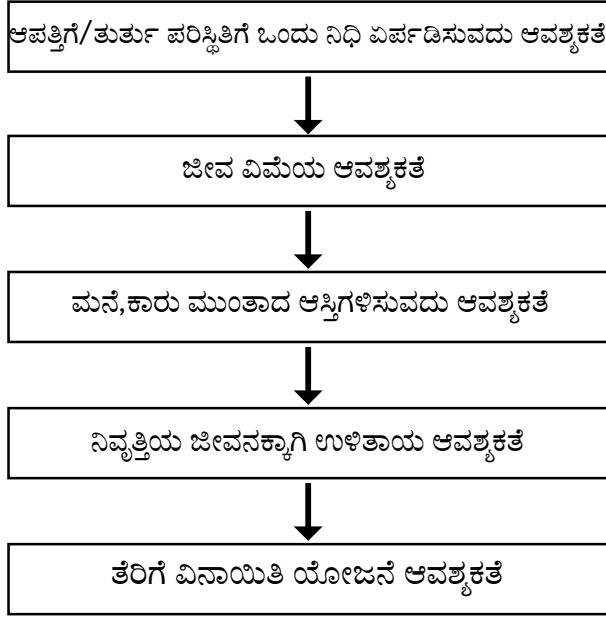 ಆಪತ್ತಿಗೆ/ತುರ್ತು ಪರಿಸ್ಥಿತಿಗೆ ಒಂದು ನಿಧಿ ಏರ್ಪಡಿಸುವದು ಆವಶ್ಯಕತೆ
ಜೀವ ವಿಮೆಯ ಆವಶ್ಯಕತೆ
ಮನೆ,ಕಾರು ಮುಂತಾದ ಆಸ್ತಿಗಳಿಸುವದು ಆವಶ್ಯಕತೆ
ನಿವೃತ್ತಿಯ ಜೀವನಕ್ಕಾಗಿ ಉಳಿತಾಯ ಆವಶ್ಯಕತೆ
ತೆರಿಗೆ ವಿನಾಯಿತಿ ಯೋಜನೆ ಆವಶ್ಯಕತೆ